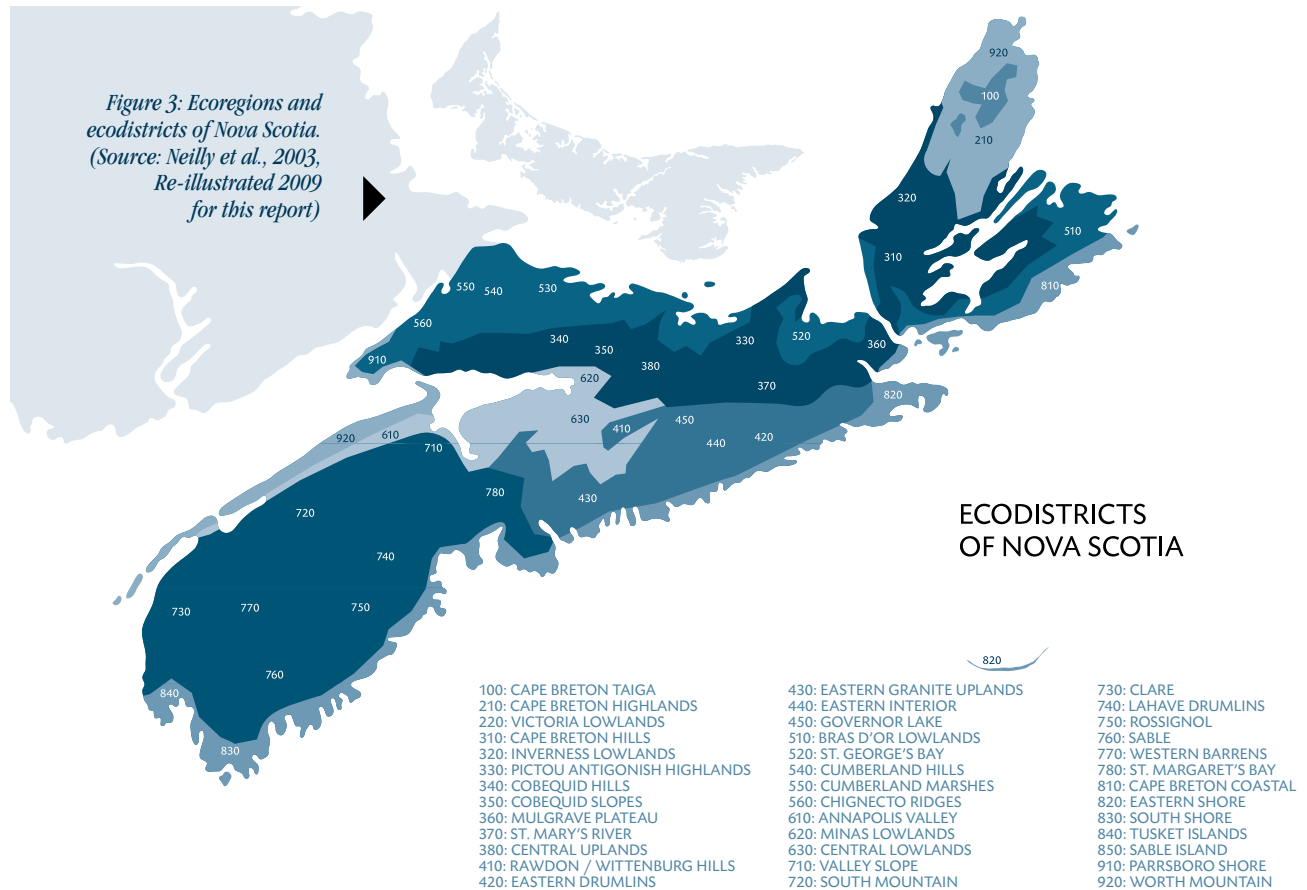 Figure 3: Ecoregions and
ecodistricts of Nova Scotia.
(Source: Neilly et al., 2003,
Re-illustrated 2009
for this report)
920
100
210
320
310
510
810
550
540
530
560
910
340
350
380
330
520
360
370
620
820
630
410
450
440
420
430
920
610
710
780
720
740
730
770
750
760
840
830
ECODISTRICTS
OF NOVA SCOTIA
820
100: CAPE BRETON TAIGA
210: CAPE BRETON HIGHLANDS
220: VICTORIA LOWLANDS
310: CAPE BRETON HILLS
320: INVERNESS LOWLANDS
330: PICTOU ANTIGONISH HIGHLANDS
340: COBEQUID HILLS
350: COBEQUID SLOPES
360: MULGRAVE PLATEAU
370: ST. MARY'S RIVER
380: CENTRAL UPLANDS
410: RAWDON / WITTENBURG HILLS
420: EASTERN DRUMLINS
430: EASTERN GRANITE UPLANDS
440: EASTERN INTERIOR
450: GOVERNOR LAKE
510: BRAS D'OR LOWLANDS
520: ST. GEORGE'S BAY
540: CUMBERLAND HILLS
550: CUMBERLAND MARSHES
560: CHIGNECTO RIDGES
610: ANNAPOLIS VALLEY
620: MINAS LOWLANDS
630: CENTRAL LOWLANDS
710: VALLEY SLOPE
720: SOUTH MOUNTAIN
730: CLARE
740: LAHAVE DRUMLINS
750: ROSSIGNOL
760: SABLE
770: WESTERN BARRENS
780: ST. MARGARET'S BAY
810: CAPE BRETON COASTAL
820: EASTERN SHORE
830: SOUTH SHORE
840: TUSKET ISLANDS
850: SABLE ISLAND
910: PARRSBORO SHORE
920: WORTH MOUNTAIN